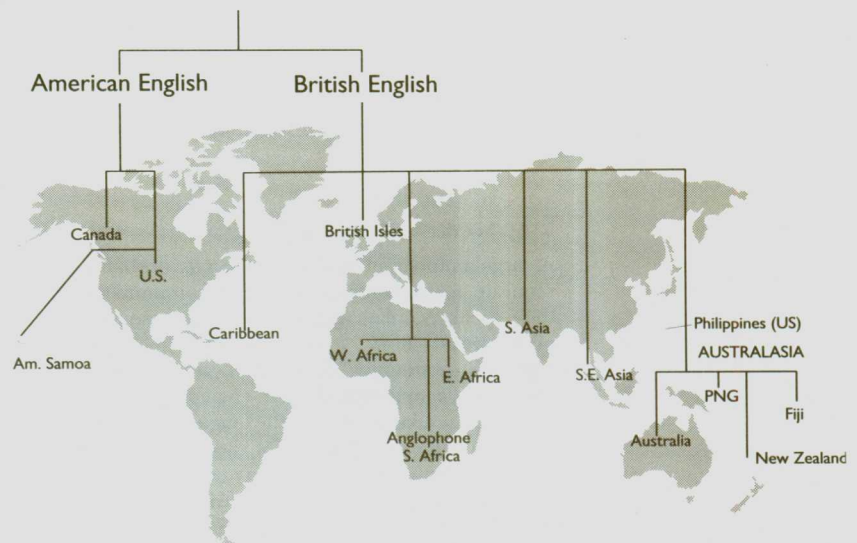 American English
British English
Canada
U.S.
Am. Samoa
British Isles
Caribbean
W. Africa
E. Africa
Anglophone
S. Africa
S. Asia
S.E. Asia
Philippines (US)
AUSTRALASIA
PNG
Fiji
Australia
New Zealand